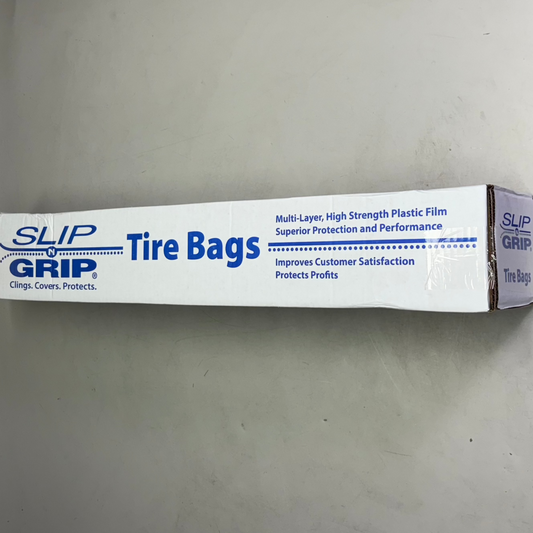 SLIP
N
GRIP®
Clings. Covers. Protects.
Tire Bags
Multi-Layer, High Strength Plastic Film
Superior Protection and Performance
Improves Customer Satisfaction
Protects Profits
SLIP
N
GRIP
Tire Bags